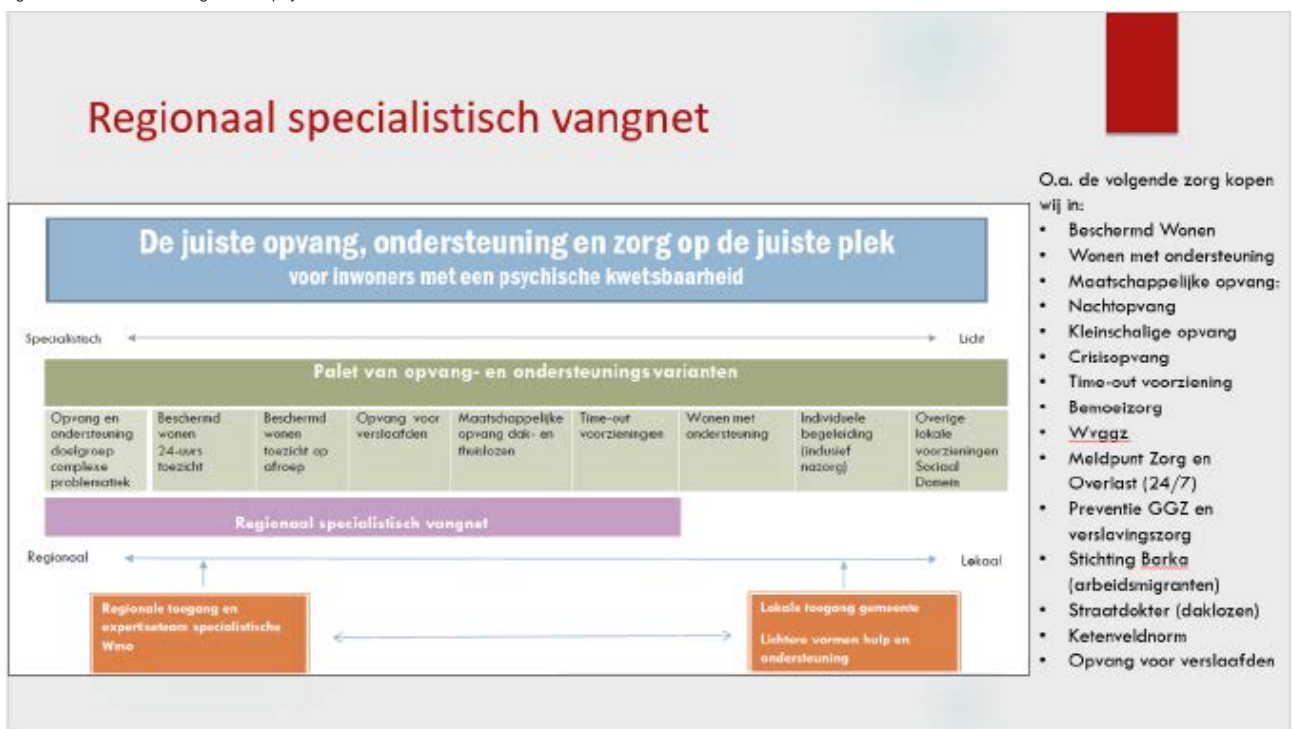 Regionaal specialistisch vangnet
De juiste opvang, ondersteuning en zorg op de juiste plek
voor inwoners met een psychische kwetsbaarheid
Specialistisch
Licht
Palet van opvang- en ondersteuningsvarianten
Opvang en
ondersteuning
doelgroep
complexe
problematiek
Beschermd
wonen
24-uurs
toezicht
Beschermd
wonen
toezicht op
afroep
Opvang voor
verslaafden
Maatschappelijke
opvang dak- en
thuislozen
Time-out
voorzieningen
Wonen met
ondersteuning
Individuele
begeleiding
(inclusief
nazorg)
Overige
lokale
voorzieningen
Sociaal
Domein
Regionaal specialistisch vangnet
Regionaal
Lokaal
Regionale toegang en
expertiseteam specialistische
Wmo
Lokale toegang gemeente
Lichtere vormen hulp en
ondersteuning
O.a. de volgende zorg kopen
wij in:
• Beschermd Wonen
• Wonen met ondersteuning
• Maatschappelijke opvang:
• Nachtopvang
• Kleinschalige opvang
• Crisisopvang
• Time-out voorziening
• Bemoeizorg
• Wvggz
• Meldpunt Zorg en
Overlast (24/7)
• Preventie GGZ en
verslavingszorg
• Stichting Barka
(arbeidsmigranten)
• Straatdokter (daklozen)
• Ketenveldnorm
• Opvang voor verslaafden